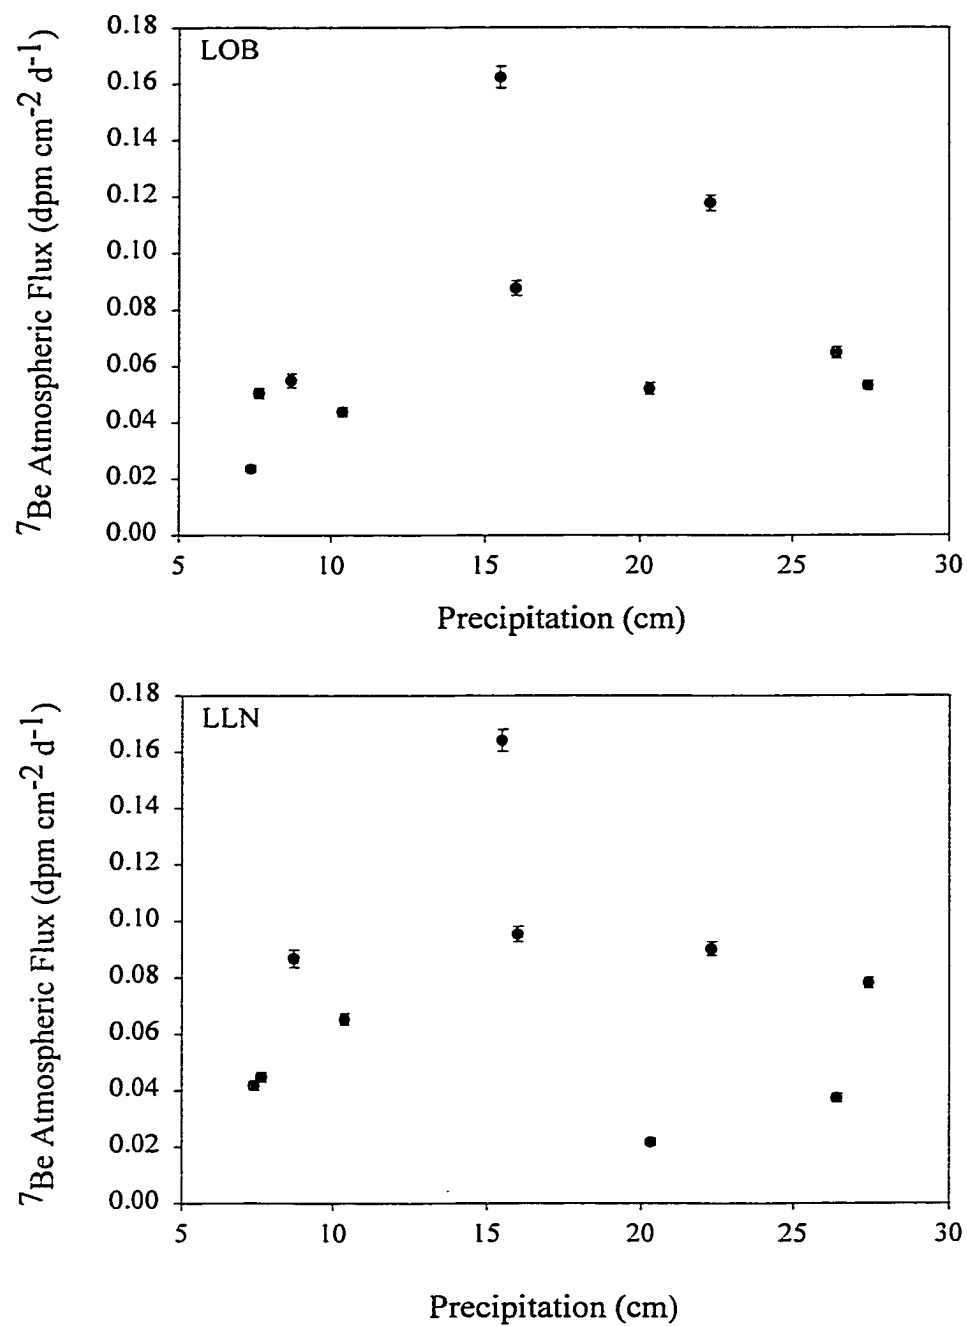 LOB
⁷Be Atmospheric Flux (dpm cm⁻² d⁻¹)
0.18
0.16
0.14
0.12
0.10
0.08
0.06
0.04
0.02
0.00
5 10 15 20 25 30
Precipitation (cm)
LLN
⁷Be Atmospheric Flux (dpm cm⁻² d⁻¹)
0.18
0.16
0.14
0.12
0.10
0.08
0.06
0.04
0.02
0.00
5 10 15 20 25 30
Precipitation (cm)